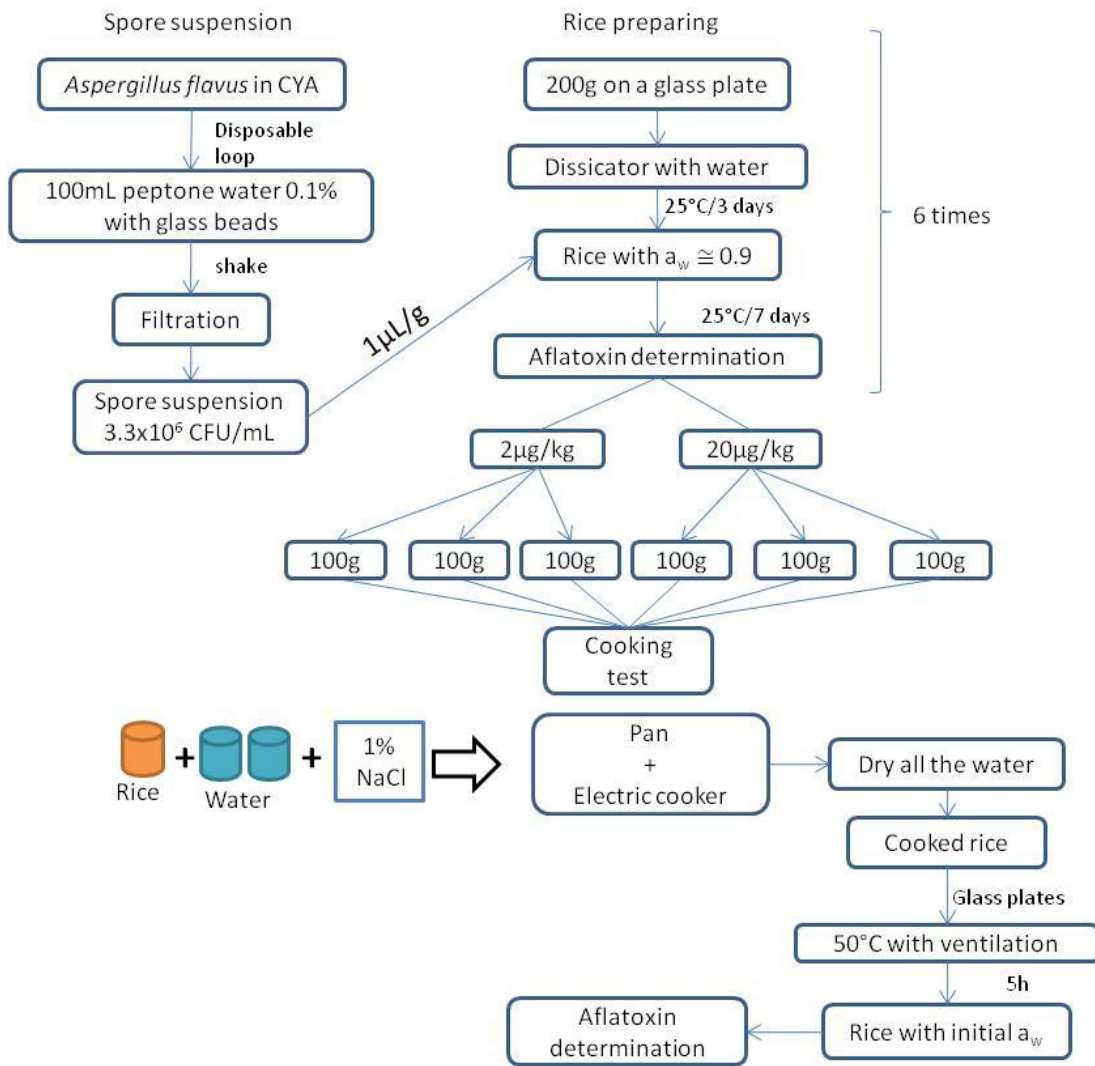 Spore suspension
Aspergillus flavus in CYA
Disposable
loop
100mL peptone water 0.1%
with glass beads
shake
Filtration
Spore suspension
3.3x10⁶ CFU/mL
1µL/g
Rice preparing
200g on a glass plate
Dissicator with water
25°C/3 days
Rice with aw ≅ 0.9
25°C/7 days
Aflatoxin determination
6 times
2µg/kg
20µg/kg
100g
100g
100g
100g
100g
100g
Cooking
test
Rice
+
Water
+
1%
NaCl
Pan
+
Electric cooker
Dry all the water
Cooked rice
Glass plates
50°C with ventilation
5h
Rice with initial aw
Aflatoxin
determination